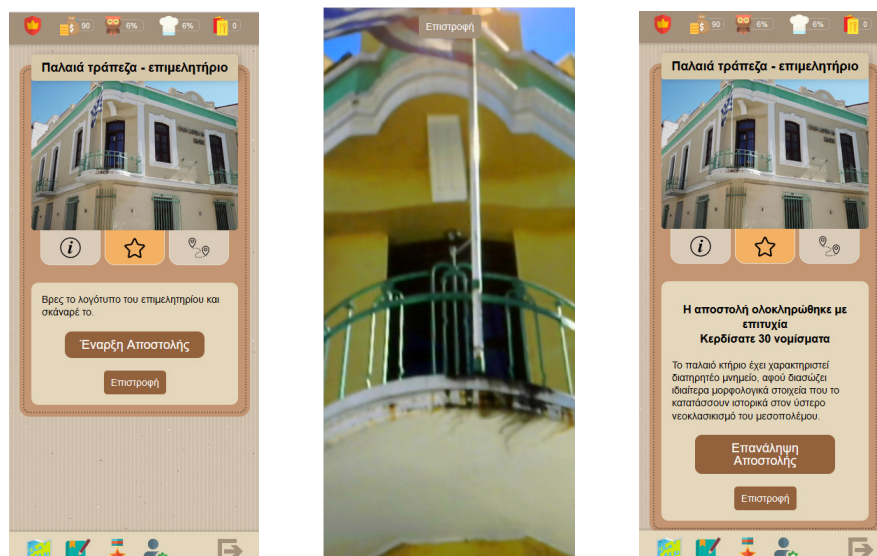 90
6%
6%
0
Παλαιά τράπεζα - επιμελητήριο
i
Βρες το λογότυπο του επιμελητηρίου και
σκάναρέ το.
Έναρξη Αποστολής
Επιστροφή
Επιστροφή
90
6%
6%
0
Παλαιά τράπεζα - επιμελητήριο
i
Η αποστολή ολοκληρώθηκε με
επιτυχία
Κερδίσατε 30 νομίσματα
Το παλαιό κτήριο έχει χαρακτηριστεί
διατηρητέο μνημείο, αφού διασώζει
ιδιαίτερα μορφολογικά στοιχεία που το
κατατάσσουν ιστορικά στον ύστερο
νεοκλασικισμό του μεσοπολέμου.
Επανάληψη
Αποστολής
Επιστροφή